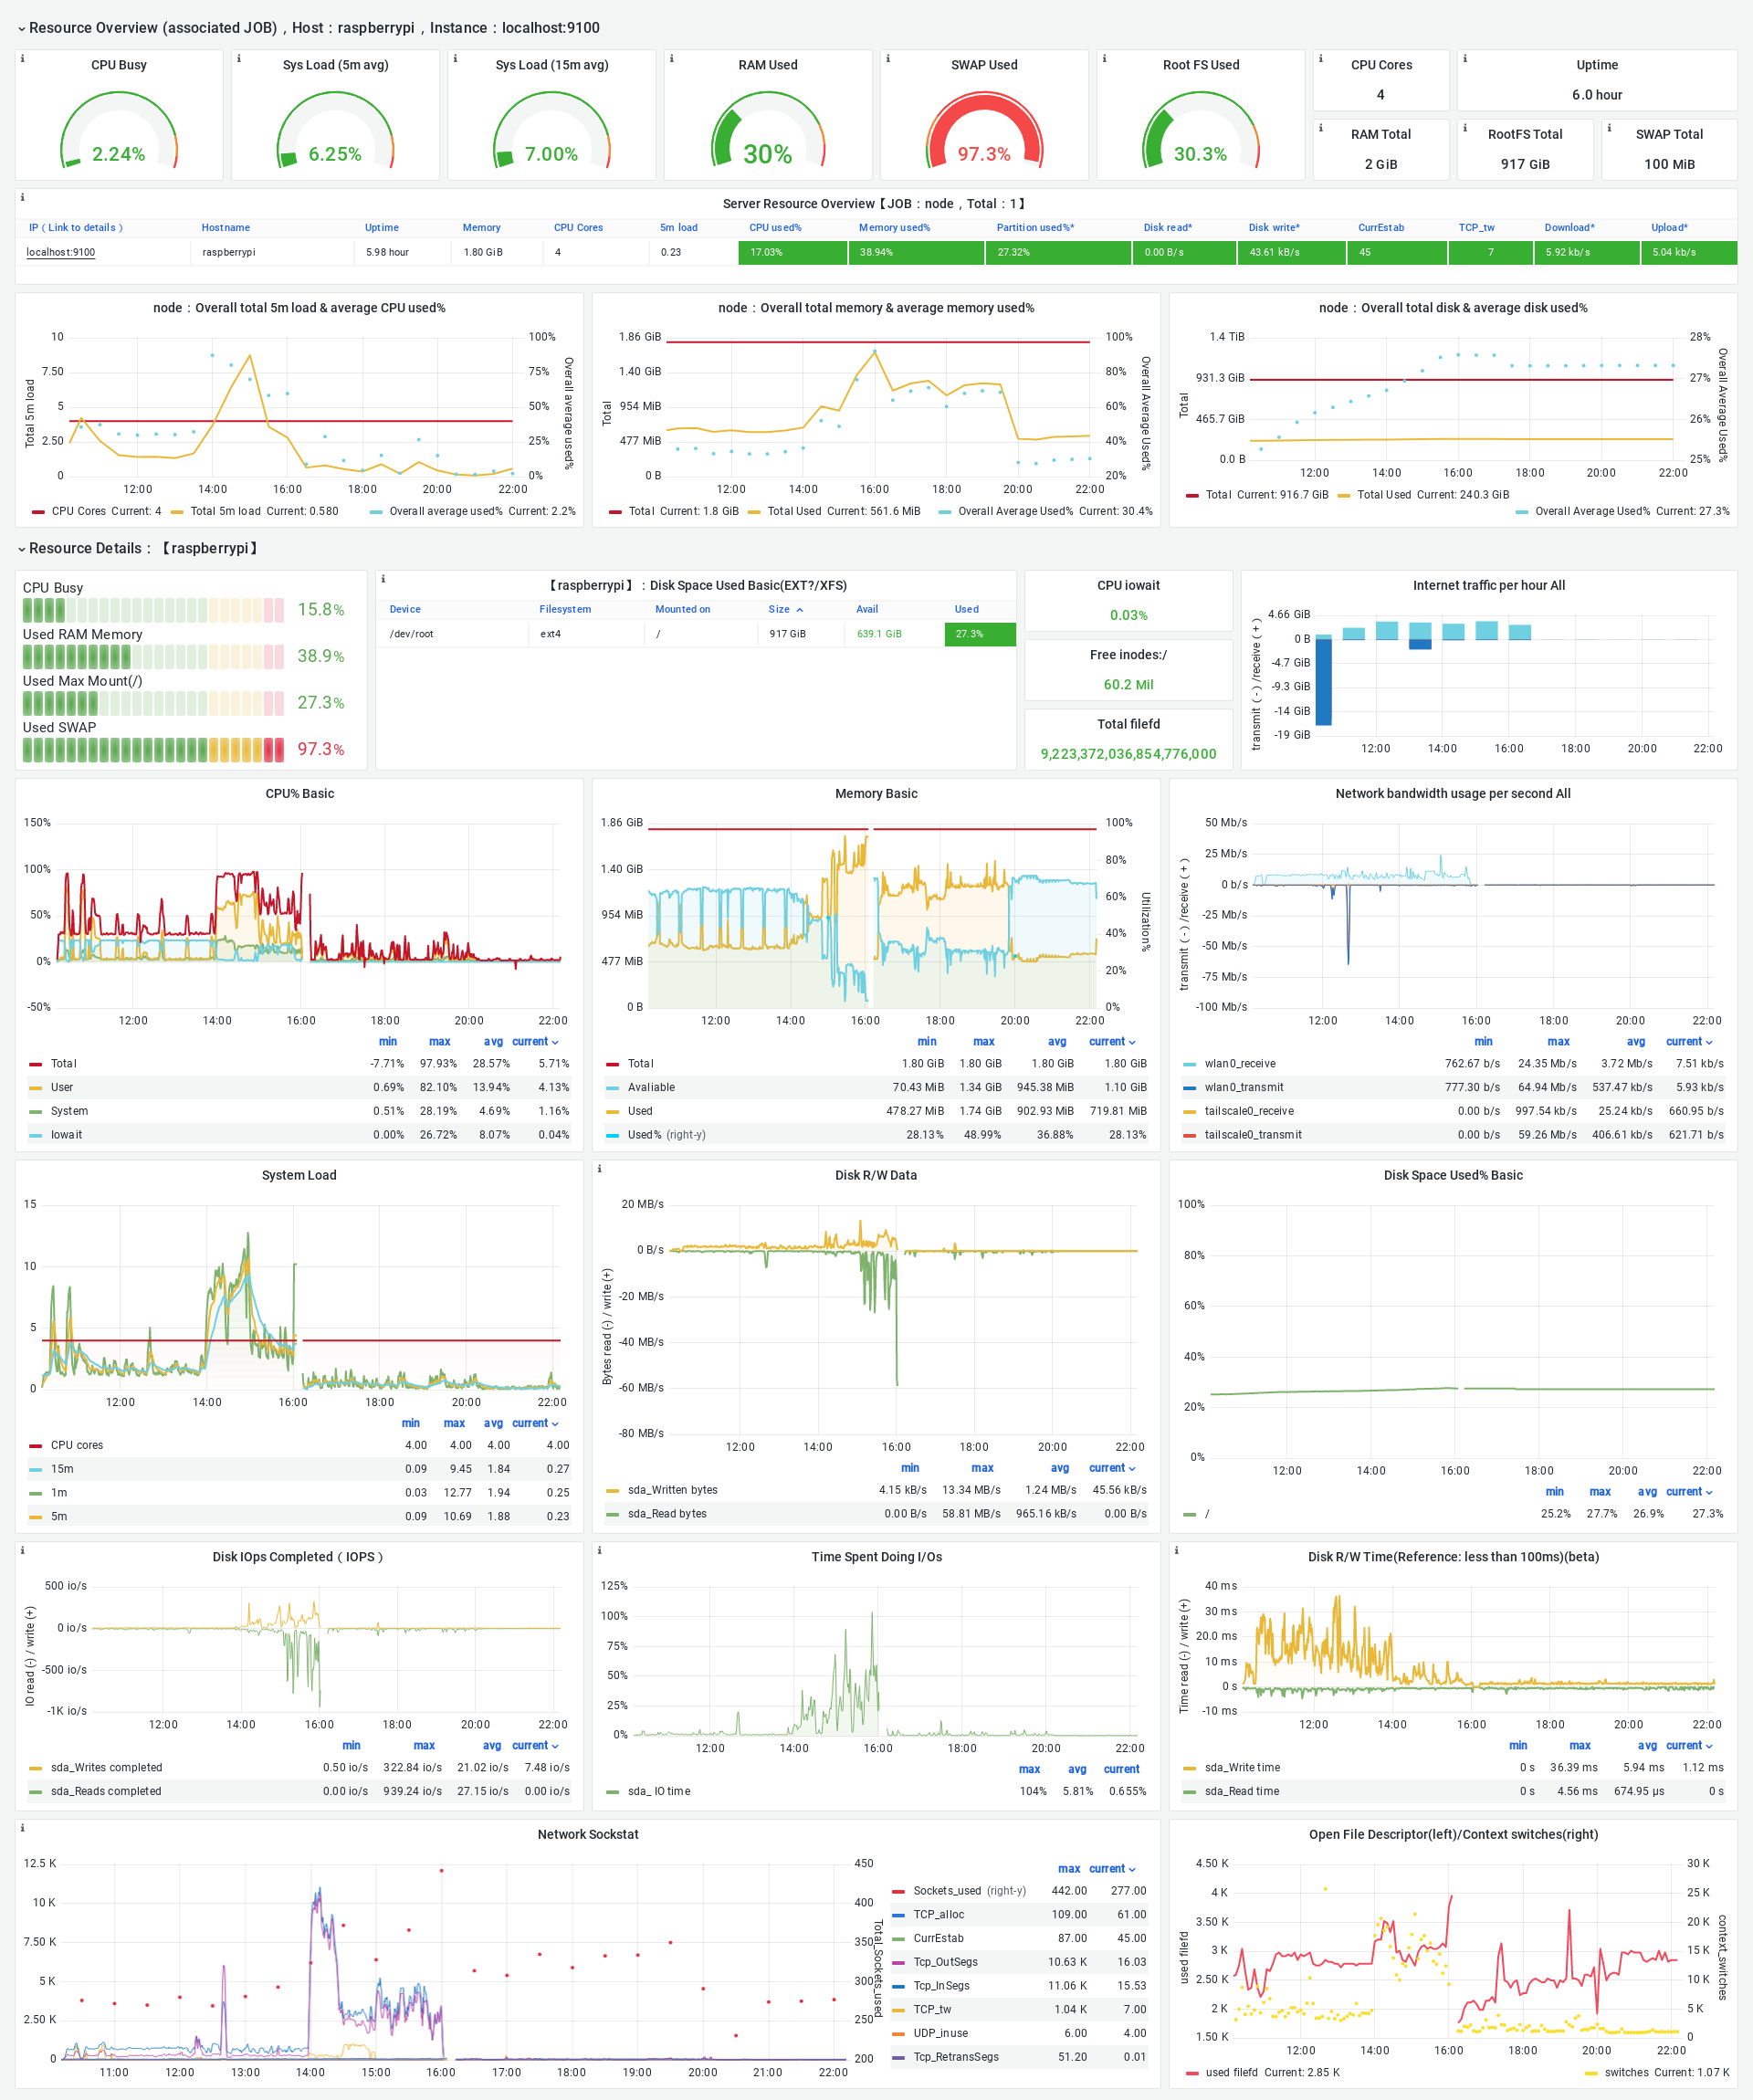 Resource Overview (associated JOB)，Host：raspberrypi，Instance：localhost:9100
CPU Busy
2.24%
Sys Load (5m avg)
6.25%
Sys Load (15m avg)
7.00%
RAM Used
30%
SWAP Used
97.3%
Root FS Used
30.3%
CPU Cores
4
Uptime
6.0 hour
RAM Total
2 GiB
RootFS Total
917 GiB
SWAP Total
100 MiB
Server Resource Overview【JOB：node，Total：1】
IP（Link to details） Hostname Uptime Memory CPU Cores 5m load CPU used% Memory used% Partition used%* Disk read* Disk write* CurrEstab TCP_tw Download* Upload*
localhost:9100 raspberrypi 5.98 hour 1.80 GiB 4 0.23 17.03% 38.94% 27.32% 0.00 B/s 43.61 kB/s 45 7 5.92 kb/s 5.04 kb/s
node：Overall total 5m load & average CPU used%
10 100%
7.50 75%
5 50%
2.50 25%
0 0%
Total 5m load
Overall average used%
12:00 14:00 16:00 18:00 20:00 22:00
CPU Cores Current: 4 Total 5m load Current: 0.580 Overall average used% Current: 2.2%
node：Overall total memory & average memory used%
1.86 GiB 100%
1.40 GiB 80%
954 MiB 60%
477 MiB 40%
0 B 20%
Total
Overall Average Used%
12:00 14:00 16:00 18:00 20:00 22:00
Total Current: 1.8 GiB Total Used Current: 561.6 MiB Overall Average Used% Current: 30.4%
node：Overall total disk & average disk used%
1.4 TiB 28%
931.3 GiB 27%
465.7 GiB 26%
0.0 B 25%
Total
Overall Average Used%
12:00 14:00 16:00 18:00 20:00 22:00
Total Current: 916.7 GiB Total Used Current: 240.3 GiB
Overall Average Used% Current: 27.3%
Resource Details：【raspberrypi】
CPU Busy
15.8%
Used RAM Memory
38.9%
Used Max Mount(/)
27.3%
Used SWAP
97.3%
【raspberrypi】：Disk Space Used Basic(EXT?/XFS)
Device Filesystem Mounted on Size Avail Used
/dev/root ext4 / 917 GiB 639.1 GiB 27.3%
CPU iowait
0.03%
Free inodes:/
60.2 Mil
Total filefd
9,223,372,036,854,776,000
Internet traffic per hour All
4.66 GiB
0 B
-4.7 GiB
-9.3 GiB
-14 GiB
-19 GiB
transmit（-）/receive（+）
12:00 14:00 16:00 18:00 20:00 22:00
CPU% Basic
150%
100%
50%
0%
-50%
12:00 14:00 16:00 18:00 20:00 22:00
min max avg current
Total -7.71% 97.93% 28.57% 5.71%
User 0.69% 82.10% 13.94% 4.13%
System 0.51% 28.19% 4.69% 1.16%
Iowait 0.00% 26.72% 8.07% 0.04%
Memory Basic
1.86 GiB 100%
1.40 GiB 80%
954 MiB 60%
477 MiB 40%
0 B 20%
0%
Utilization%
12:00 14:00 16:00 18:00 20:00 22:00
min max avg current
Total 1.80 GiB 1.80 GiB 1.80 GiB 1.80 GiB
Avaliable 70.43 MiB 1.34 GiB 945.38 MiB 1.10 GiB
Used 478.27 MiB 1.74 GiB 902.93 MiB 719.81 MiB
Used% (right-y) 28.13% 48.99% 36.88% 28.13%
Network bandwidth usage per second All
50 Mb/s
25 Mb/s
0 b/s
-25 Mb/s
-50 Mb/s
-75 Mb/s
-100 Mb/s
transmit（-）/receive（+）
12:00 14:00 16:00 18:00 20:00 22:00
min max avg current
wlan0_receive 762.67 b/s 24.35 Mb/s 3.72 Mb/s 7.51 kb/s
wlan0_transmit 777.30 b/s 64.94 Mb/s 537.47 kb/s 5.93 kb/s
tailscale0_receive 0.00 b/s 997.54 kb/s 25.24 kb/s 660.95 b/s
tailscale0_transmit 0.00 b/s 59.26 Mb/s 406.61 kb/s 621.71 b/s
System Load
15
10
5
0
12:00 14:00 16:00 18:00 20:00 22:00
min max avg current
CPU cores 4.00 4.00 4.00 4.00
15m 0.09 9.45 1.84 0.27
1m 0.03 12.77 1.94 0.25
5m 0.09 10.69 1.88 0.23
Disk R/W Data
20 MB/s
0 B/s
-20 MB/s
-40 MB/s
-60 MB/s
-80 MB/s
Bytes read (-) / write (+)
12:00 14:00 16:00 18:00 20:00 22:00
min max avg current
sda_Written bytes 4.15 kB/s 13.34 MB/s 1.24 MB/s 45.56 kB/s
sda_Read bytes 0.00 B/s 58.81 MB/s 965.16 kB/s 0.00 B/s
Disk Space Used% Basic
100%
80%
60%
40%
20%
0%
12:00 14:00 16:00 18:00 20:00 22:00
min max avg current
/ 25.2% 27.7% 26.9% 27.3%
Disk IOps Completed（IOPS）
500 io/s
0 io/s
-500 io/s
-1K io/s
IO read (-) / write (+)
12:00 14:00 16:00 18:00 20:00 22:00
min max avg current
sda_Writes completed 0.50 io/s 322.84 io/s 21.02 io/s 7.48 io/s
sda_Reads completed 0.00 io/s 939.24 io/s 27.15 io/s 0.00 io/s
Time Spent Doing I/Os
125%
100%
75%
50%
25%
0%
12:00 14:00 16:00 18:00 20:00 22:00
max avg current
sda_ IO time 104% 5.81% 0.655%
Disk R/W Time(Reference: less than 100ms)(beta)
40 ms
30 ms
20.0 ms
10 ms
0 s
-10 ms
Time read (-) / write (+)
12:00 14:00 16:00 18:00 20:00 22:00
min max avg current
sda_Write time 0 s 36.39 ms 5.94 ms 1.12 ms
sda_Read time 0 s 4.56 ms 674.95 µs 0 s
Network Sockstat
12.5 K 450
10 K 400
7.50 K 350
5 K 300
2.50 K 250
0 200
Total_Sockets_used
11:00 12:00 13:00 14:00 15:00 16:00 17:00 18:00 19:00 20:00 21:00 22:00
max current
Sockets_used (right-y) 442.00 277.00
TCP_alloc 109.00 61.00
CurrEstab 87.00 45.00
Tcp_OutSegs 10.63 K 16.03
Tcp_InSegs 11.06 K 15.53
TCP_tw 1.04 K 7.00
UDP_inuse 6.00 4.00
Tcp_RetransSegs 51.20 0.01
Open File Descriptor(left)/Context switches(right)
4.50 K 30 K
4 K 25 K
3.50 K 20 K
3 K 15 K
2.50 K 10 K
2 K 5 K
1.50 K 0
used filefd
context_switches
12:00 14:00 16:00 18:00 20:00 22:00
used filefd Current: 2.85 K switches Current: 1.07 K